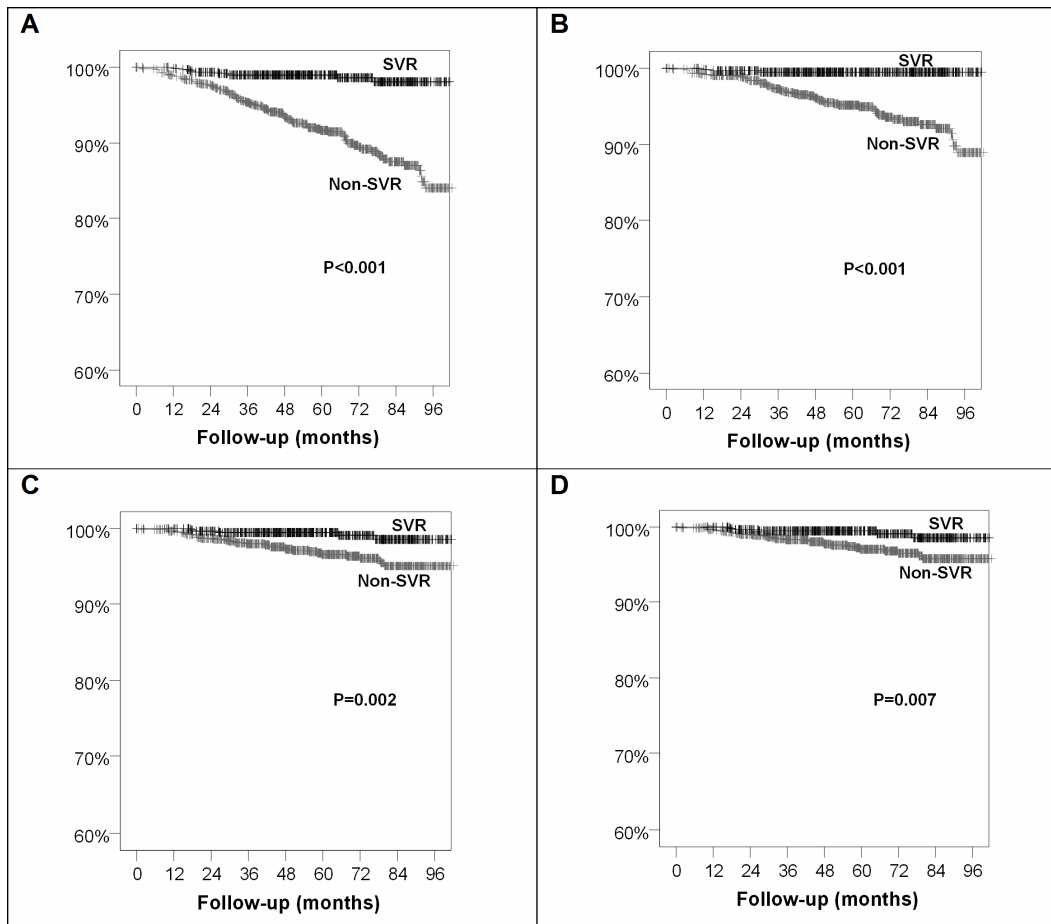 A
100%
90%
80%
70%
60%
SVR
Non-SVR
P<0.001
0 12 24 36 48 60 72 84 96
Follow-up (months)
B
100%
90%
80%
70%
60%
SVR
Non-SVR
P<0.001
0 12 24 36 48 60 72 84 96
Follow-up (months)
C
100%
90%
80%
70%
60%
SVR
Non-SVR
P=0.002
0 12 24 36 48 60 72 84 96
Follow-up (months)
D
100%
90%
80%
70%
60%
SVR
Non-SVR
P=0.007
0 12 24 36 48 60 72 84 96
Follow-up (months)